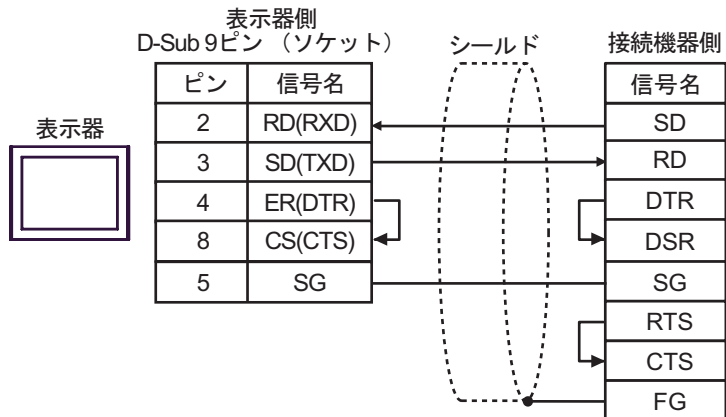 表示器側
D-Sub 9ピン （ソケット）
シールド
接続機器側
ピン 信号名
信号名
表示器
2 RD(RXD)
SD
3 SD(TXD)
RD
4 ER(DTR)
DTR
8 CS(CTS)
DSR
5 SG
SG
RTS
CTS
FG